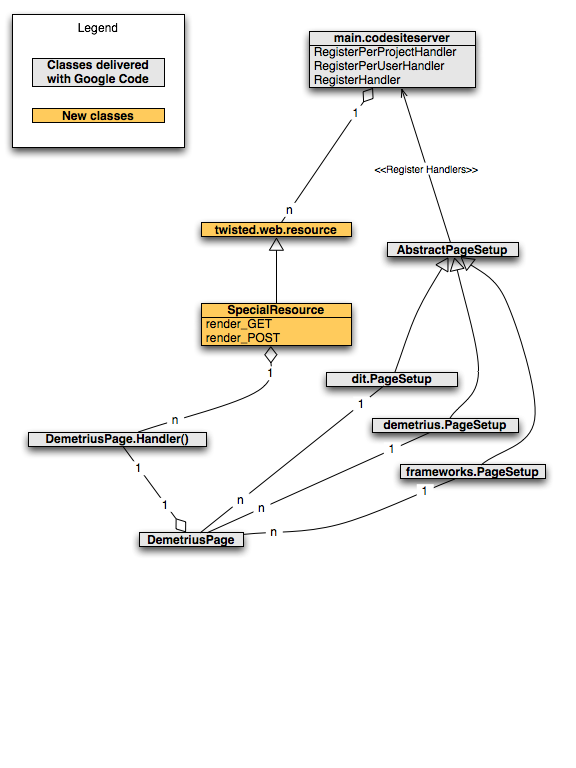 Legend
Classes delivered
with Google Code
New classes
main.codesiteserver
RegisterPerProjectHandler
RegisterPerUserHandler
RegisterHandler
1
<<Register Handlers>>
n
twisted.web.resource
AbstractPageSetup
SpecialResource
render_GET
render_POST
1
dit.PageSetup
1
n
demetrius.PageSetup
DemetriusPage.Handler()
1
1
frameworks.PageSetup
1
1
n
n
n
DemetriusPage